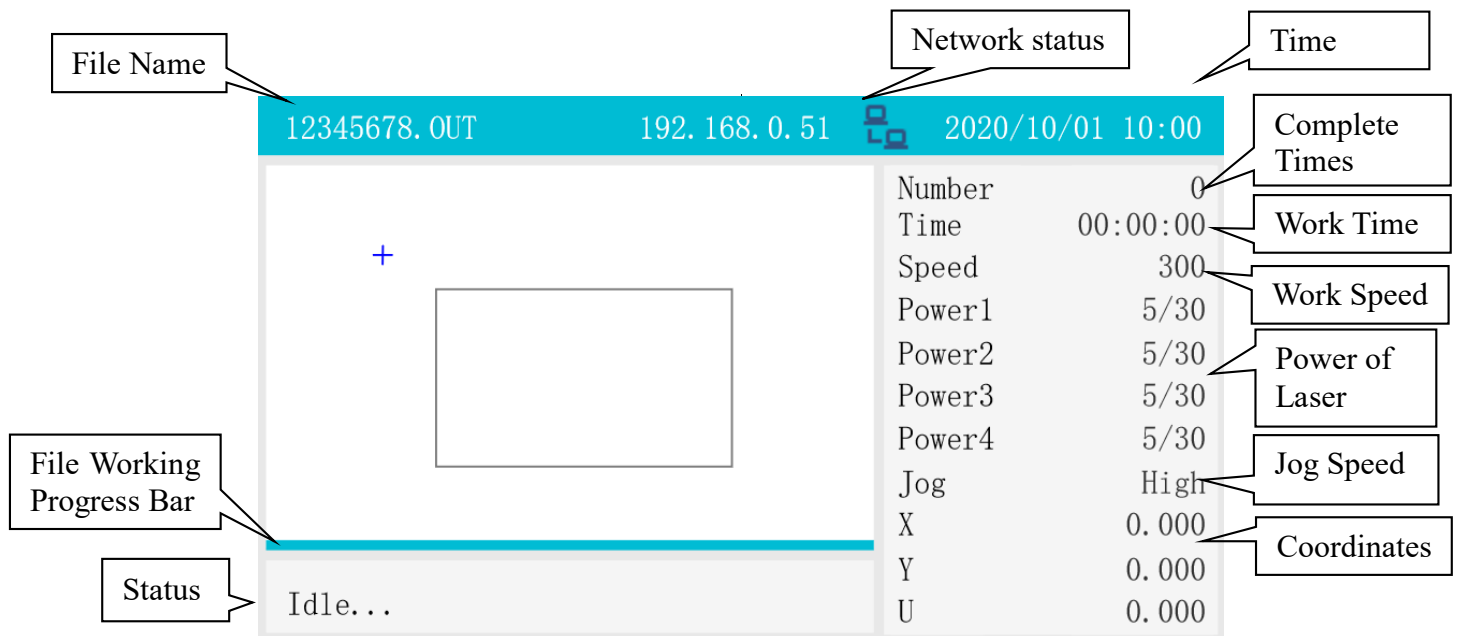 File Name
Network status
Time
12345678.OUT 192.168.0.51 2020/10/01 10:00
Complete
Times
Number 0
Time 00:00:00
Work Time
Speed 300
Work Speed
Power1 5/30
Power2 5/30
Power of
Laser
Power3 5/30
Power4 5/30
File Working
Progress Bar
Jog Speed
Jog High
X 0.000
Coordinates
Y 0.000
Status
Idle...
U 0.000